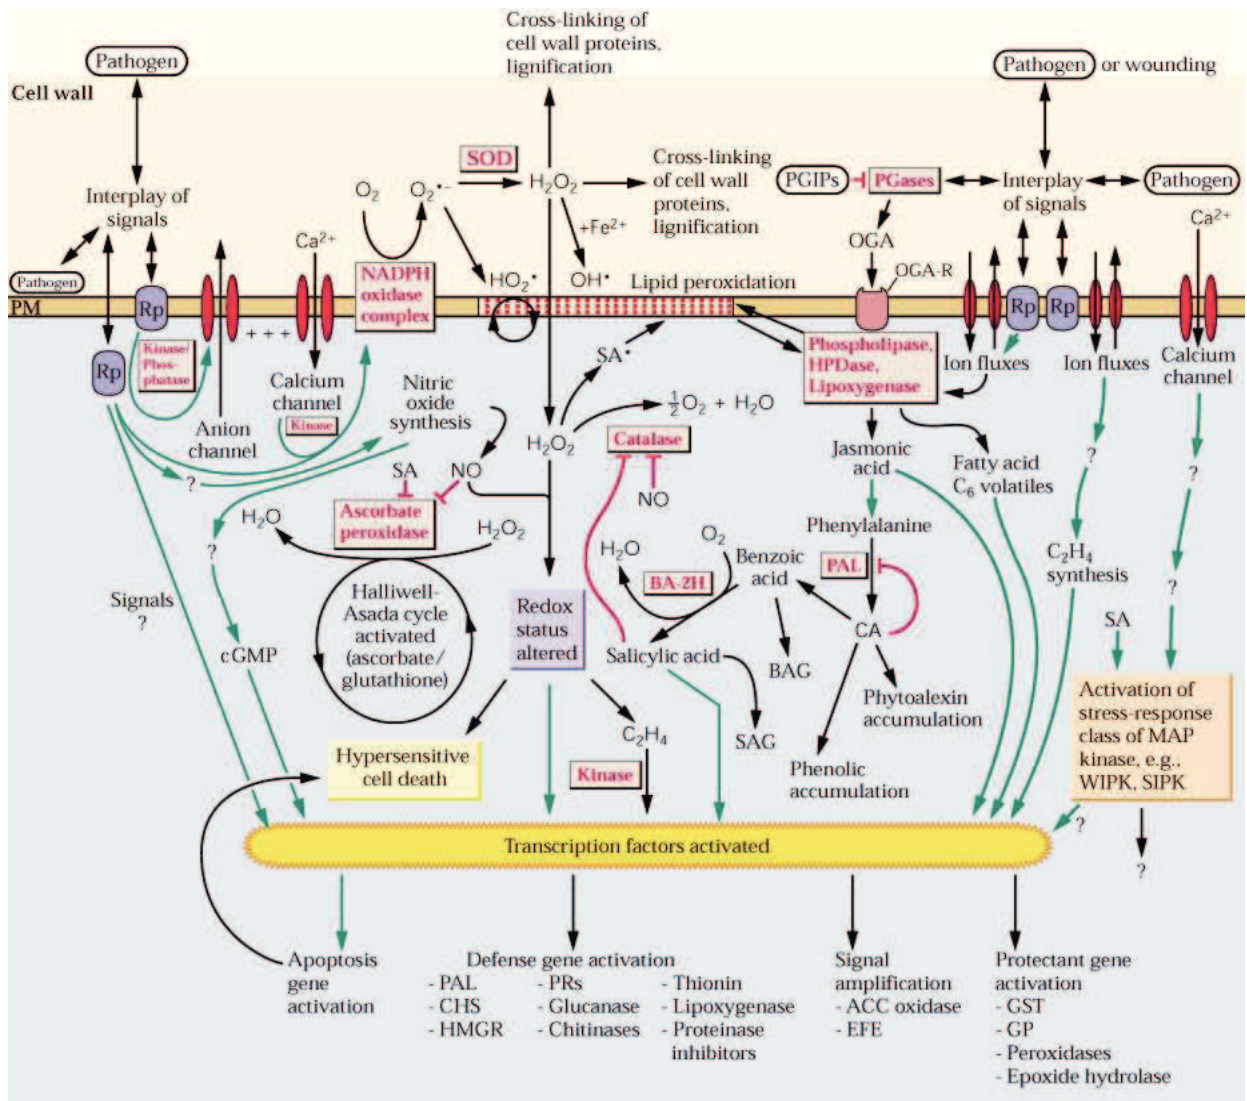 Cross-linking of
cell wall proteins,
lignification
Pathogen
Pathogen or wounding
Cell wall
SOD
Cross-linking
of cell wall
proteins,
lignification
PGIPs
PGases
Interplay
of signals
Pathogen
Interplay of
signals
O₂
O₂•−
H₂O₂
+Fe²⁺
OGA
Ca²⁺
Ca²⁺
Pathogen
NADPH
oxidase
complex
HO₂•
OH•
Lipid peroxidation
OGA-R
PM
Rp
+ + +
Rp
Rp
Kinase/
Phos-
phatase
Rp
Calcium
channel
Kinase
Anion
channel
Nitric
oxide
synthesis
SA•
½O₂ + H₂O
Phospholipase,
HPDase,
Lipoxygenase
Ion fluxes
Ion fluxes
Calcium
channel
H₂O₂
Catalase
NO
Jasmonic
acid
Fatty acid
C₆ volatiles
?
?
?
SA
NO
Ascorbate
peroxidase
H₂O
H₂O₂
?
H₂O
O₂
BA-2H
Benzoic
acid
Phenylalanine
PAL
CA
C₂H₄
synthesis
?
Signals
?
cGMP
Halliwell-
Asada cycle
activated
(ascorbate/
glutathione)
Redox
status
altered
Salicylic acid
BAG
SAG
Phytoalexin
accumulation
Phenolic
accumulation
SA
Activation of
stress-response
class of MAP
kinase, e.g.,
WIPK, SIPK
Hypersensitive
cell death
C₂H₄
Kinase
?
?
Transcription factors activated
Apoptosis
gene
activation
Defense gene activation
- PAL
- CHS
- HMGR
- PRs
- Glucanase
- Chitinases
- Thionin
- Lipoxygenase
- Proteinase
inhibitors
Signal
amplification
- ACC oxidase
- EFE
Protectant gene
activation
- GST
- GP
- Peroxidases
- Epoxide hydrolase